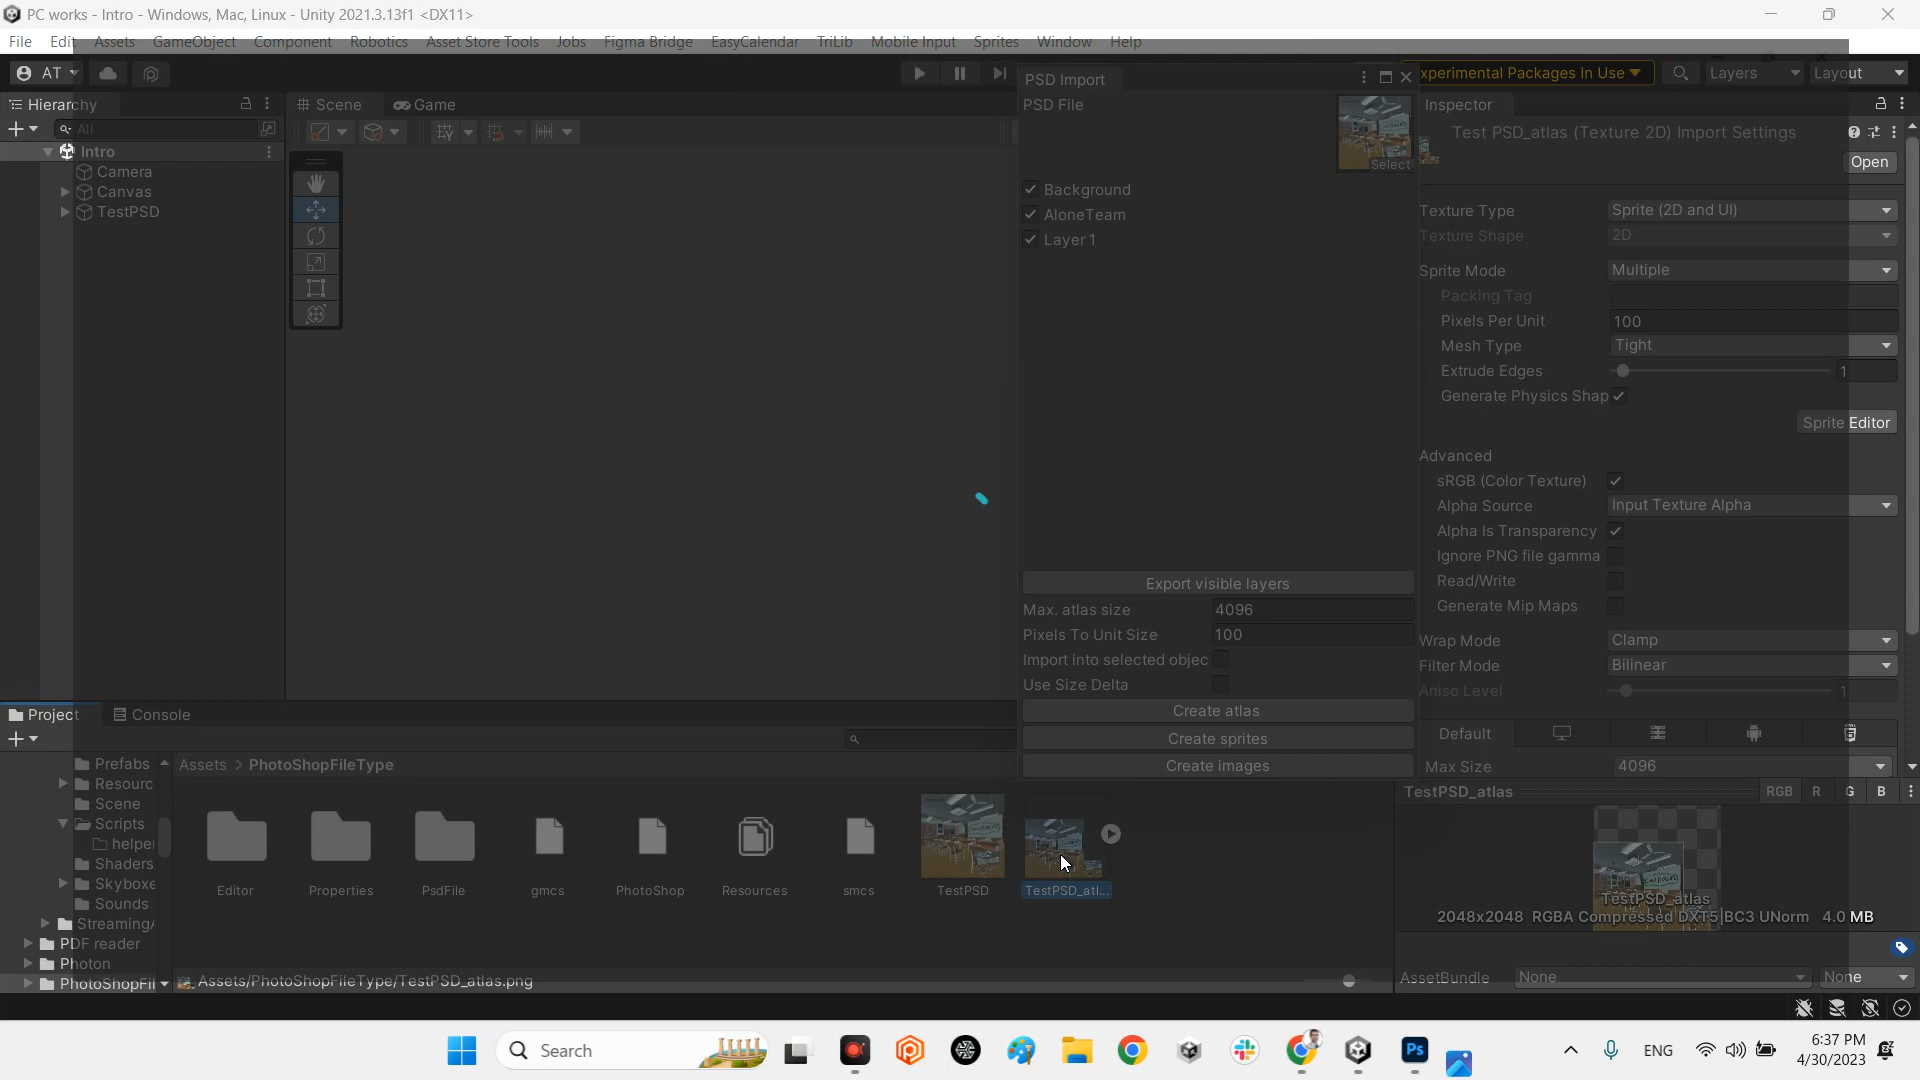 PC works - Intro - Windows, Mac, Linux - Unity 2021.3.13f1 <DX11>
File Edit Assets GameObject Component Robotics Asset Store Tools Jobs Figma Bridge EasyCalendar TriLib Mobile Input Sprites Window Help
AT
xperimental Packages In Use
Layers
Layout
Hierarchy
All
Intro
Camera
Canvas
TestPSD
Scene
Game
PSD Import
PSD File
Select
Background
AloneTeam
Layer 1
Export visible layers
Max. atlas size 4096
Pixels To Unit Size 100
Import into selected objec
Use Size Delta
Create atlas
Create sprites
Create images
Inspector
Test PSD_atlas (Texture 2D) Import Settings
Open
Texture Type Sprite (2D and UI)
Texture Shape 2D
Sprite Mode Multiple
Packing Tag
Pixels Per Unit 100
Mesh Type Tight
Extrude Edges 1
Generate Physics Shap
Sprite Editor
Advanced
sRGB (Color Texture)
Alpha Source Input Texture Alpha
Alpha Is Transparency
Ignore PNG file gamma
Read/Write
Generate Mip Maps
Wrap Mode Clamp
Filter Mode Bilinear
Aniso Level 1
Default
Max Size 4096
TestPSD_atlas RGB R G B
TestPSD_atlas
2048x2048 RGBA Compressed DXT5|BC3 UNorm 4.0 MB
AssetBundle None None
Project
Console
Prefabs
Resourc
Scene
Scripts
helper
Shaders
Skyboxe
Sounds
Streaming
PDF reader
Photon
PhotoShopFil
Assets > PhotoShopFileType
Editor
Properties
PsdFile
gmcs
PhotoShop
Resources
smcs
TestPSD
TestPSD_atl...
Assets/PhotoShopFileType/TestPSD_atlas.png
Search
Ps
ENG
6:37 PM
4/30/2023